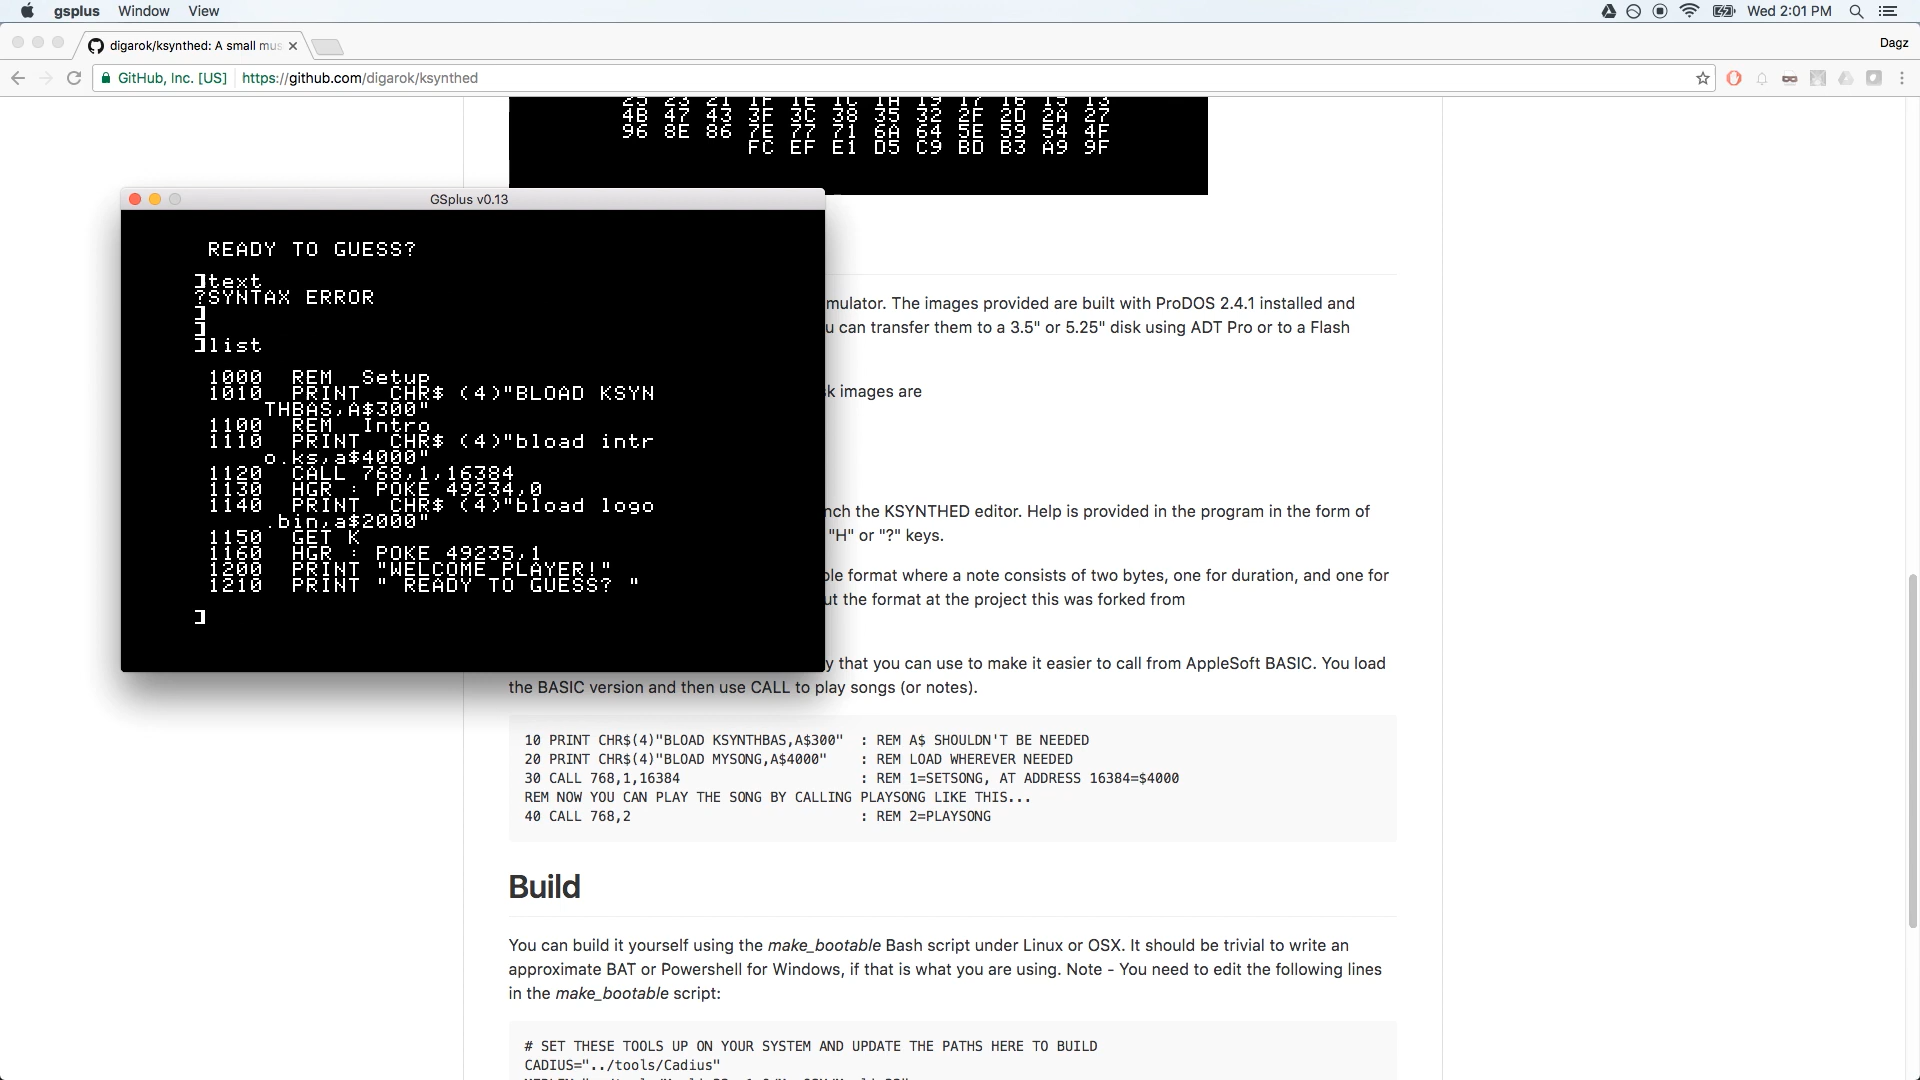 gsplus Window View
Wed 2:01 PM
digarok/ksynthed: A small mus
Dagz
GitHub, Inc. [US] https://github.com/digarok/ksynthed
25 23 21 1F 1E 1C 1A 19 17 16 15 13
4B 47 43 3F 3C 38 35 32 2F 2D 2A 27
96 8E 86 7E 77 71 6A 64 5E 59 54 4F
FC EF E1 D5 C9 BD B3 A9 9F
GSplus v0.13
READY TO GUESS?
]text
?SYNTAX ERROR
]
]
]list
1000 REM Setup
1010 PRINT CHR$ (4)"BLOAD KSYN
THBAS,A$300"
1100 REM Intro
1110 PRINT CHR$ (4)"bload intr
o.ks,a$4000"
1120 CALL 768,1,16384
1130 HGR : POKE 49234,0
1140 PRINT CHR$ (4)"bload logo
.bin,a$2000"
1150 GET K
1160 HGR : POKE 49235,1
1200 PRINT "WELCOME PLAYER!"
1210 PRINT " READY TO GUESS? "
]
mulator. The images provided are built with ProDOS 2.4.1 installed and
u can transfer them to a 3.5" or 5.25" disk using ADT Pro or to a Flash
k images are
nch the KSYNTHED editor. Help is provided in the program in the form of
"H" or "?" keys.
le format where a note consists of two bytes, one for duration, and one for
ut the format at the project this was forked from
y that you can use to make it easier to call from AppleSoft BASIC. You load
the BASIC version and then use CALL to play songs (or notes).
10 PRINT CHR$(4)"BLOAD KSYNTHBAS,A$300" : REM A$ SHOULDN'T BE NEEDED
20 PRINT CHR$(4)"BLOAD MYSONG,A$4000" : REM LOAD WHEREVER NEEDED
30 CALL 768,1,16384 : REM 1=SETSONG, AT ADDRESS 16384=$4000
REM NOW YOU CAN PLAY THE SONG BY CALLING PLAYSONG LIKE THIS...
40 CALL 768,2 : REM 2=PLAYSONG
Build
You can build it yourself using the make_bootable Bash script under Linux or OSX. It should be trivial to write an
approximate BAT or Powershell for Windows, if that is what you are using. Note - You need to edit the following lines
in the make_bootable script:
# SET THESE TOOLS UP ON YOUR SYSTEM AND UPDATE THE PATHS HERE TO BUILD
CADIUS="../tools/Cadius"